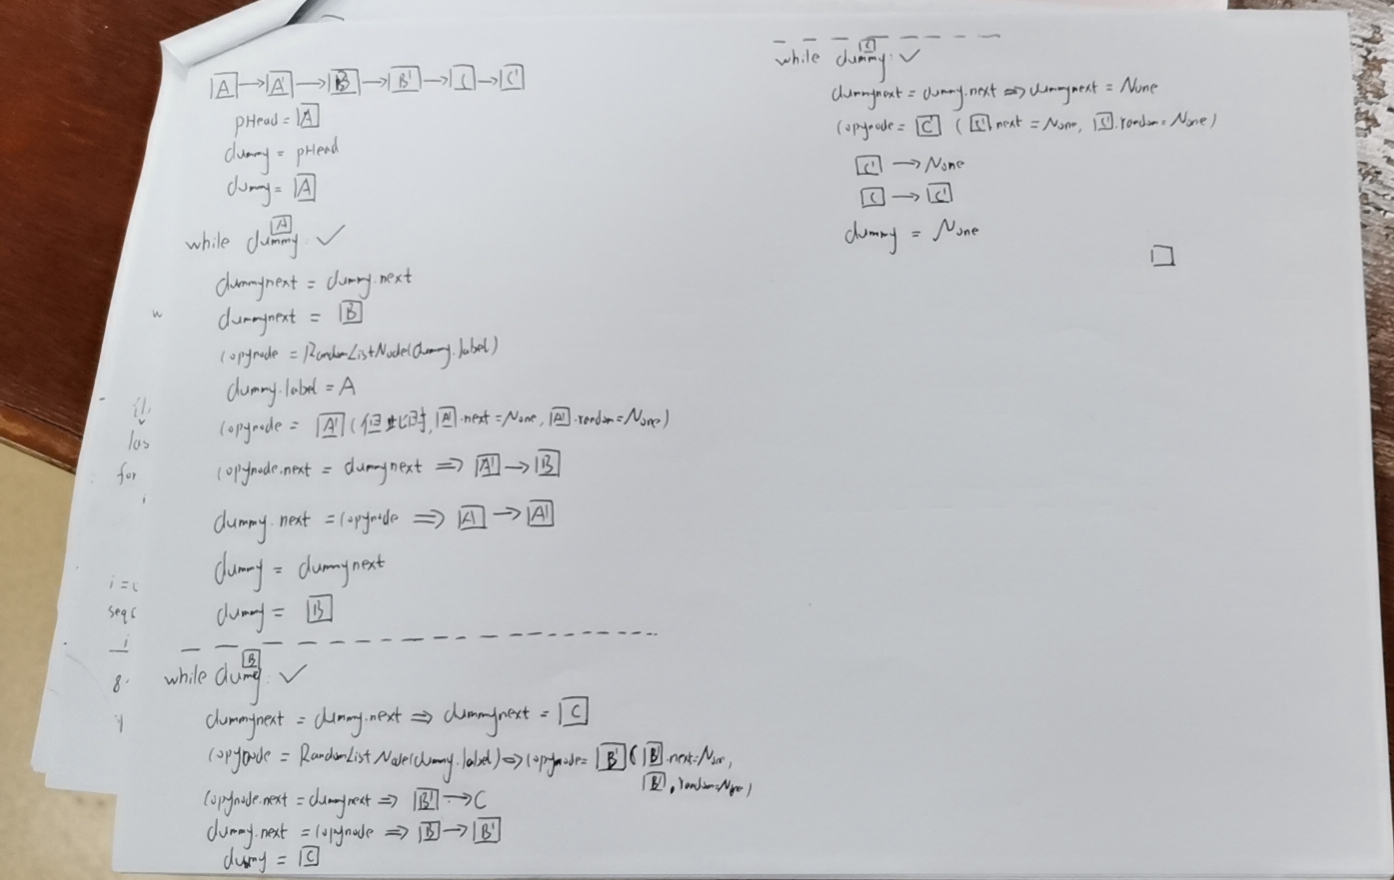 A → A' → B → B' → C → C'
pHead = A
dummy = pHead
dummy = A
A
while dummy: ✓
dummynext = dummy.next
dummynext = B
copynode = RandomListNode(dummy.label)
dummy.label = A
copynode = A' (但此时, A'.next = None, A'.random = None)
copynode.next = dummynext ⇒ A' → B
dummy.next = copynode ⇒ A → A'
dummy = dummynext
dummy = B
B
while dummy: ✓
dummynext = dummy.next ⇒ dummynext = C
copynode = RandomListNode(dummy.label) ⇒ copynode = B' ( B'.next = None,
B'.random = None)
copynode.next = dummynext ⇒ B' → C
dummy.next = copynode ⇒ B → B'
dummy = C
C
while dummy: ✓
dummynext = dummy.next ⇒ dummynext = None
copynode = C' ( C'.next = None, C'.random = None)
C' → None
C → C'
dummy = None
w
las
for
i
i =
seq
i
8.
y